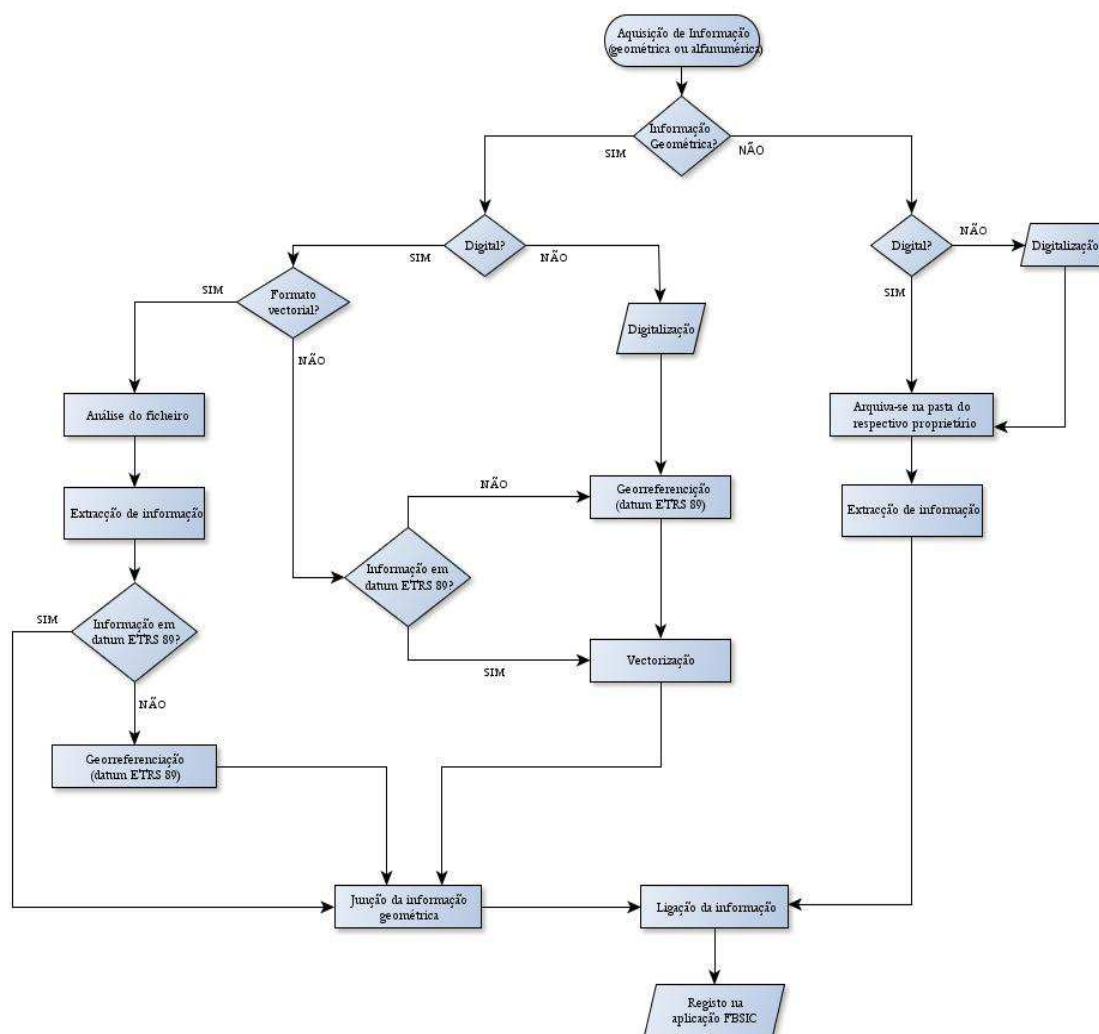 Aquisição de Informação
(geométrica ou alfanumérica)
Informação
Geométrica?
SIM
NÃO
Digital?
SIM
NÃO
Digital?
NÃO
SIM
Digitalização
Formato
vectorial?
SIM
NÃO
Digitalização
Análise do ficheiro
Arquiva-se na pasta do
respectivo proprietário
Extracção de informação
NÃO
Georreferencição
(datum ETRS 89)
Extracção de informação
Informação em
datum ETRS 89?
SIM
Informação em
datum ETRS 89?
SIM
NÃO
Vectorização
Georreferenciação
(datum ETRS 89)
Junção da informação
geométrica
Ligação da informação
Registo na
aplicação FBSIC